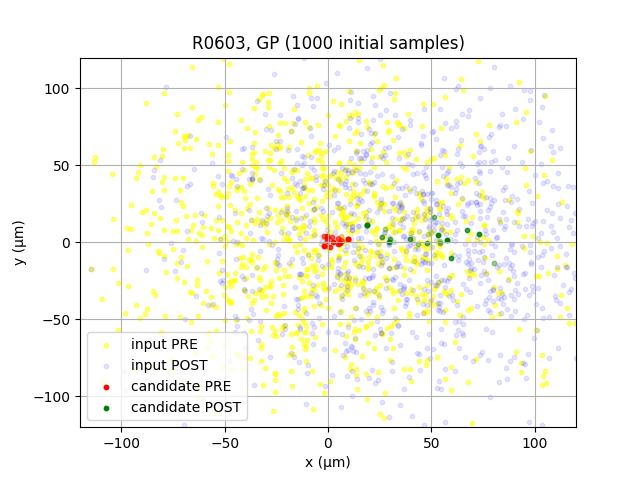 R0603, GP (1000 initial samples)
100
50
0
−50
−100
y (μm)
input PRE
input POST
candidate PRE
candidate POST
−100
−50
0
50
100
x (μm)